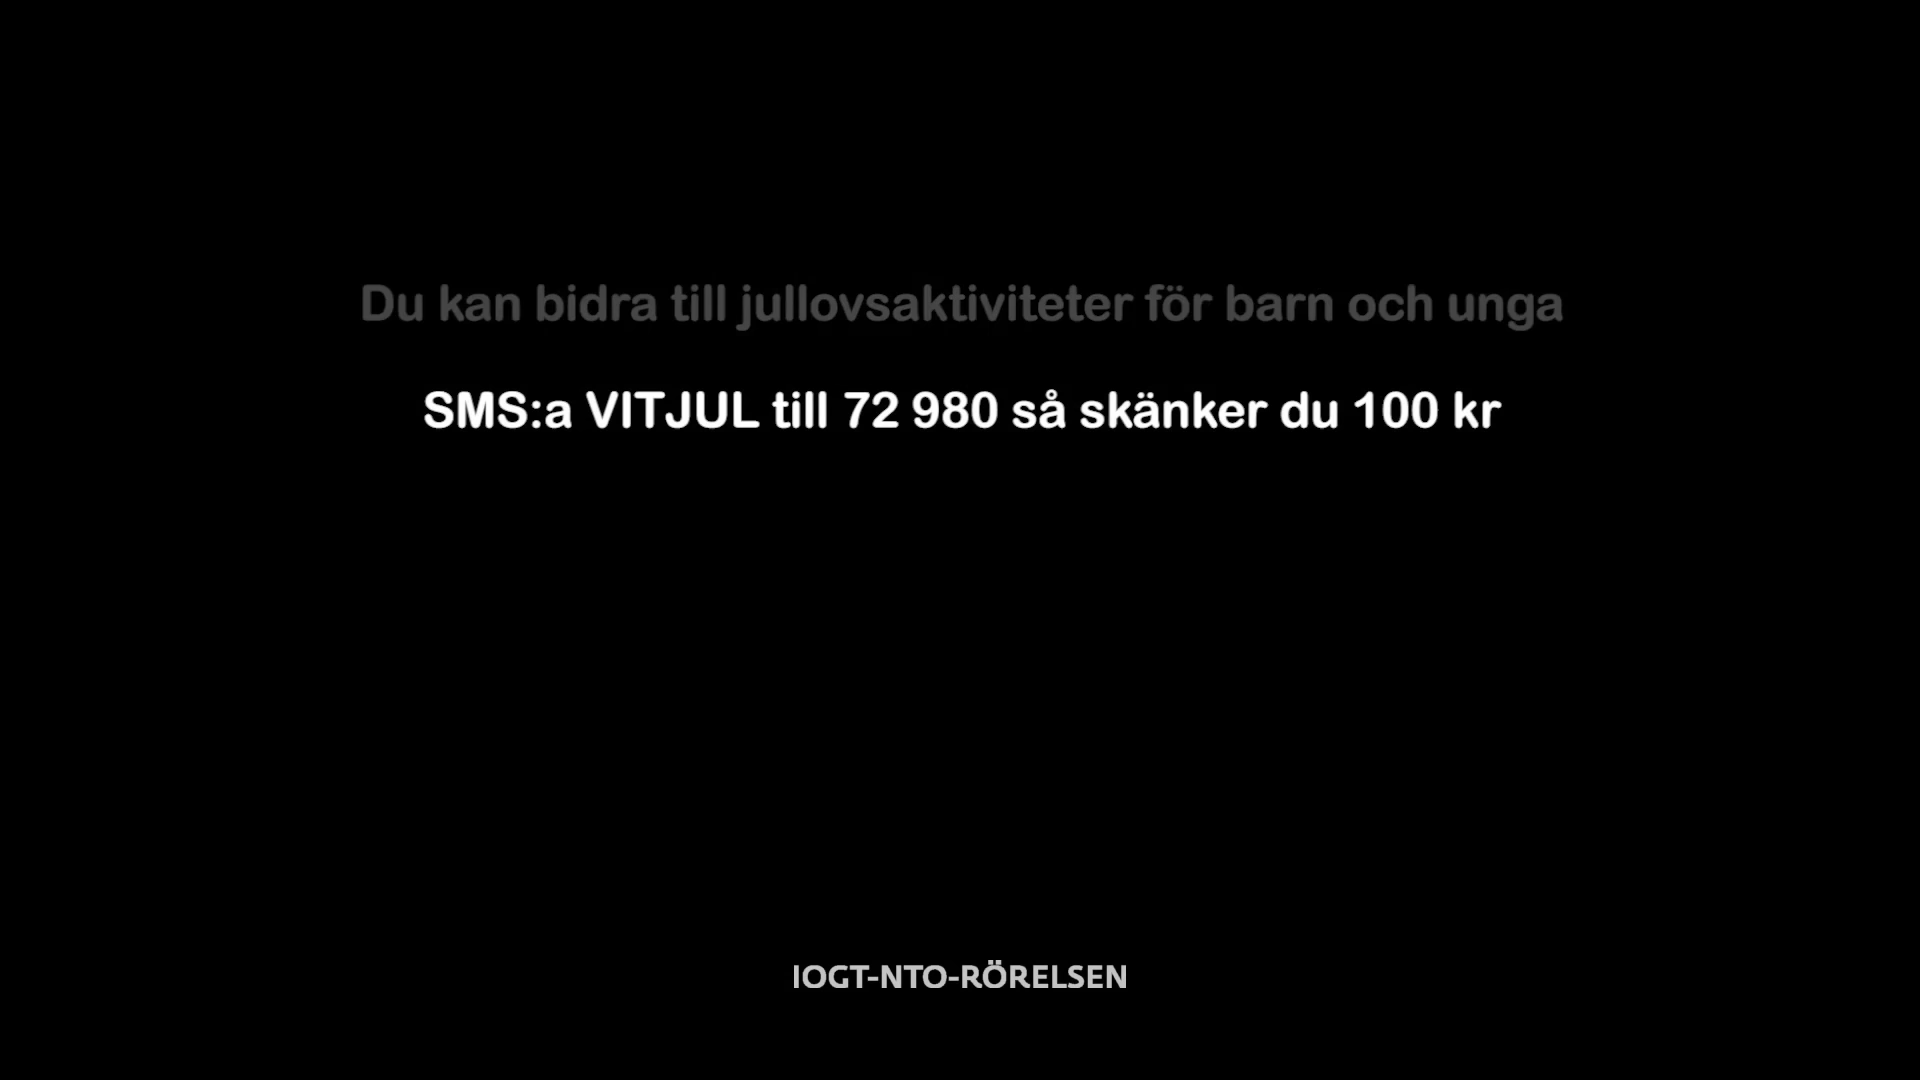 Du kan bidra till jullovsaktiviteter för barn och unga
SMS:a VITJUL till 72 980 så skänker du 100 kr
IOGT-NTO-RÖRELSEN